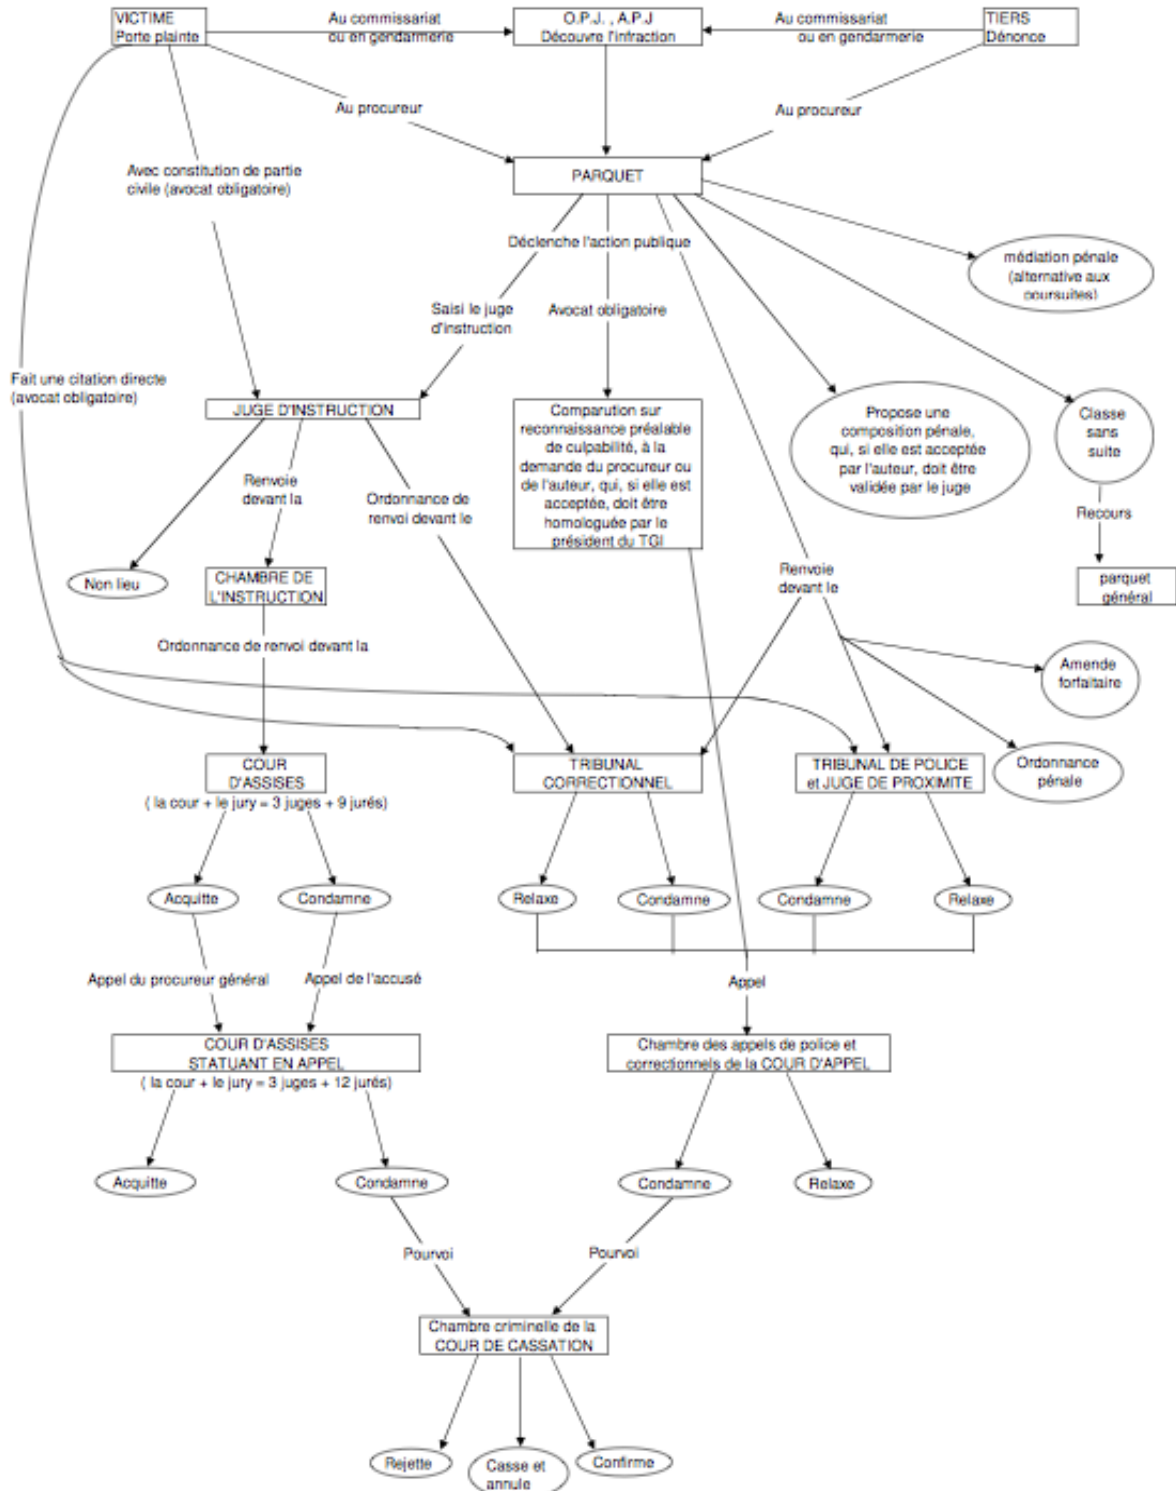 VICTIME
Porte plainte
Au commissariat
ou en gendarmerie
O.P.J. , A.P.J
Découvre l'infraction
Au commissariat
ou en gendarmerie
TIERS
Dénonce
Au procureur
Au procureur
Avec constitution de partie
civile (avocat obligatoire)
PARQUET
Déclenche l'action publique
médiation pénale
(alternative aux
poursuites)
Saisi le juge
d'instruction
Avocat obligatoire
Fait une citation directe
(avocat obligatoire)
JUGE D'INSTRUCTION
Comparution sur
reconnaissance préalable
de culpabilité, à la
demande du procureur ou
de l'auteur, qui, si elle est
acceptée, doit être
homologuée par le
président du TGI
Propose une
composition pénale,
qui, si elle est acceptée
par l'auteur, doit être
validée par le juge
Classe
sans
suite
Renvoie
devant la
Ordonnance de
renvoi devant le
Recours
Non lieu
CHAMBRE DE
L'INSTRUCTION
Renvoie
devant le
parquet
général
Ordonnance de renvoi devant la
Amende
forfaitaire
COUR
D'ASSISES
( la cour + le jury = 3 juges + 9 jurés)
TRIBUNAL
CORRECTIONNEL
TRIBUNAL DE POLICE
et JUGE DE PROXIMITE
Ordonnance
pénale
Acquitte
Condamne
Relaxe
Condamne
Condamne
Relaxe
Appel du procureur général
Appel de l'accusé
Appel
COUR D'ASSISES
STATUANT EN APPEL
( la cour + le jury = 3 juges + 12 jurés)
Chambre des appels de police et
correctionnels de la COUR D'APPEL
Acquitte
Condamne
Condamne
Relaxe
Pourvoi
Pourvoi
Chambre criminelle de la
COUR DE CASSATION
Rejette
Casse et
annule
Confirme